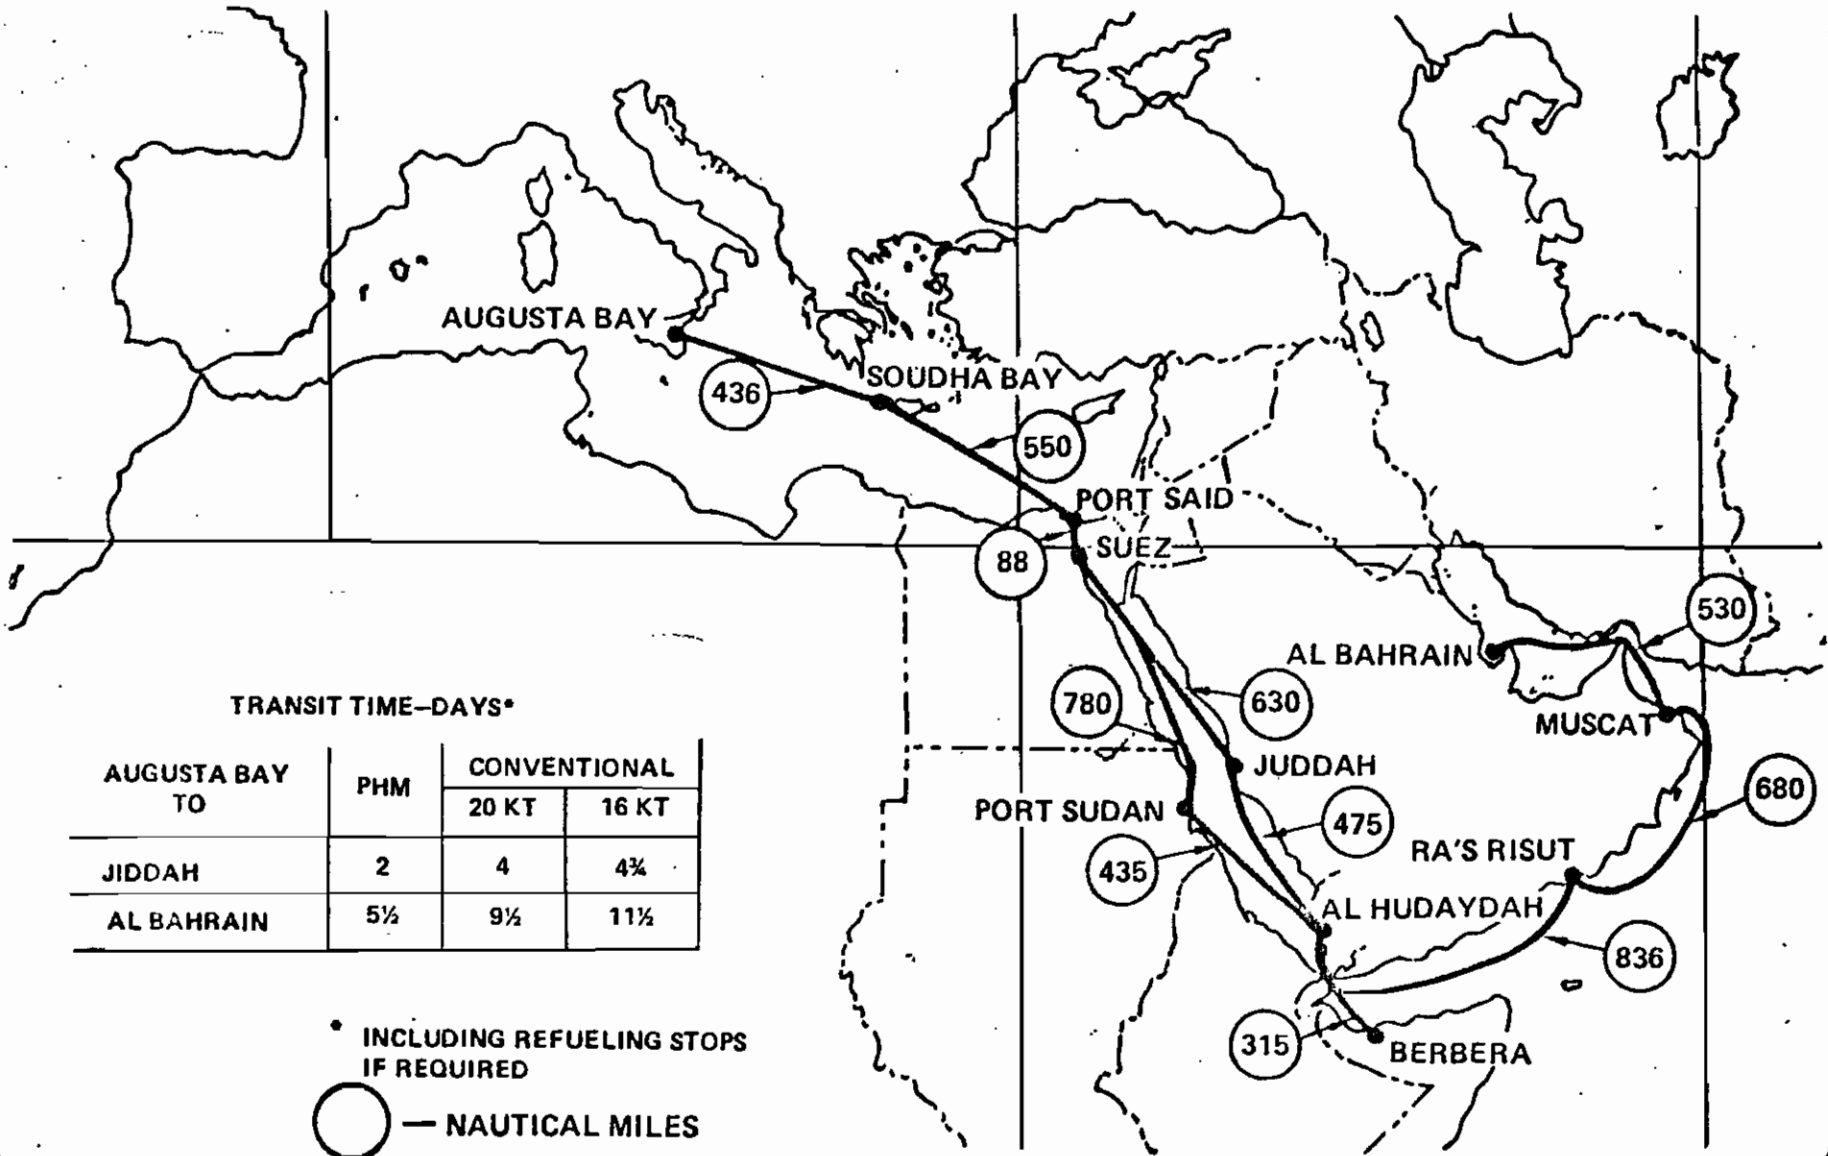 AUGUSTA BAY
436
SOUDHA BAY
550
PORT SAID
88
SUEZ
530
AL BAHRAIN
780
630
MUSCAT
JUDDAH
680
PORT SUDAN
475
435
RA'S RISUT
AL HUDAYDAH
836
315
BERBERA
TRANSIT TIME–DAYS*
AUGUSTA BAY TO
PHM
CONVENTIONAL
20 KT
16 KT
JIDDAH 2 4 4¾
AL BAHRAIN 5½ 9½ 11½
* INCLUDING REFUELING STOPS
IF REQUIRED
— NAUTICAL MILES